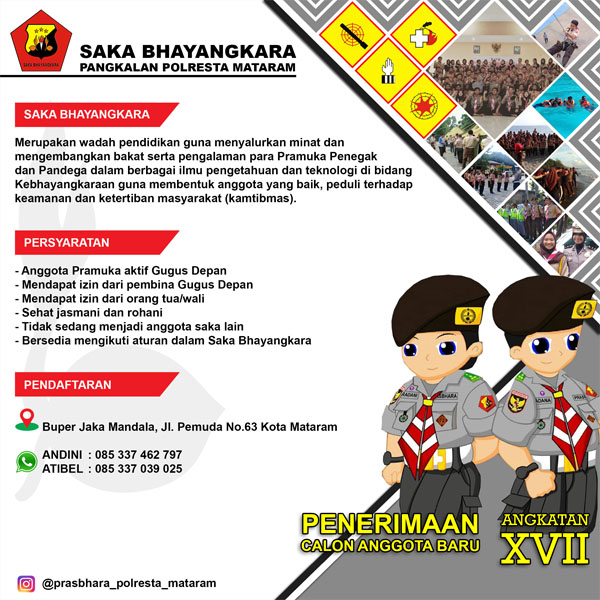 SAKA BHAYANGKARA
SAKA BHAYANGKARA
PANGKALAN POLRESTA MATARAM
SAKA BHAYANGKARA
Merupakan wadah pendidikan guna menyalurkan minat dan
mengembangkan bakat serta pengalaman para Pramuka Penegak
dan Pandega dalam berbagai ilmu pengetahuan dan teknologi di bidang
Kebhayangkaraan guna membentuk anggota yang baik, peduli terhadap
keamanan dan ketertiban masyarakat (kamtibmas).
PERSYARATAN
- Anggota Pramuka aktif Gugus Depan
- Mendapat izin dari pembina Gugus Depan
- Mendapat izin dari orang tua/wali
- Sehat jasmani dan rohani
- Tidak sedang menjadi anggota saka lain
- Bersedia mengikuti aturan dalam Saka Bhayangkara
PENDAFTARAN
Buper Jaka Mandala, Jl. Pemuda No.63 Kota Mataram
ANDINI : 085 337 462 797
ATIBEL : 085 337 039 025
PENERIMAAN
CALON ANGGOTA BARU
ANGKATAN
XVII
@prasbhara_polresta_mataram